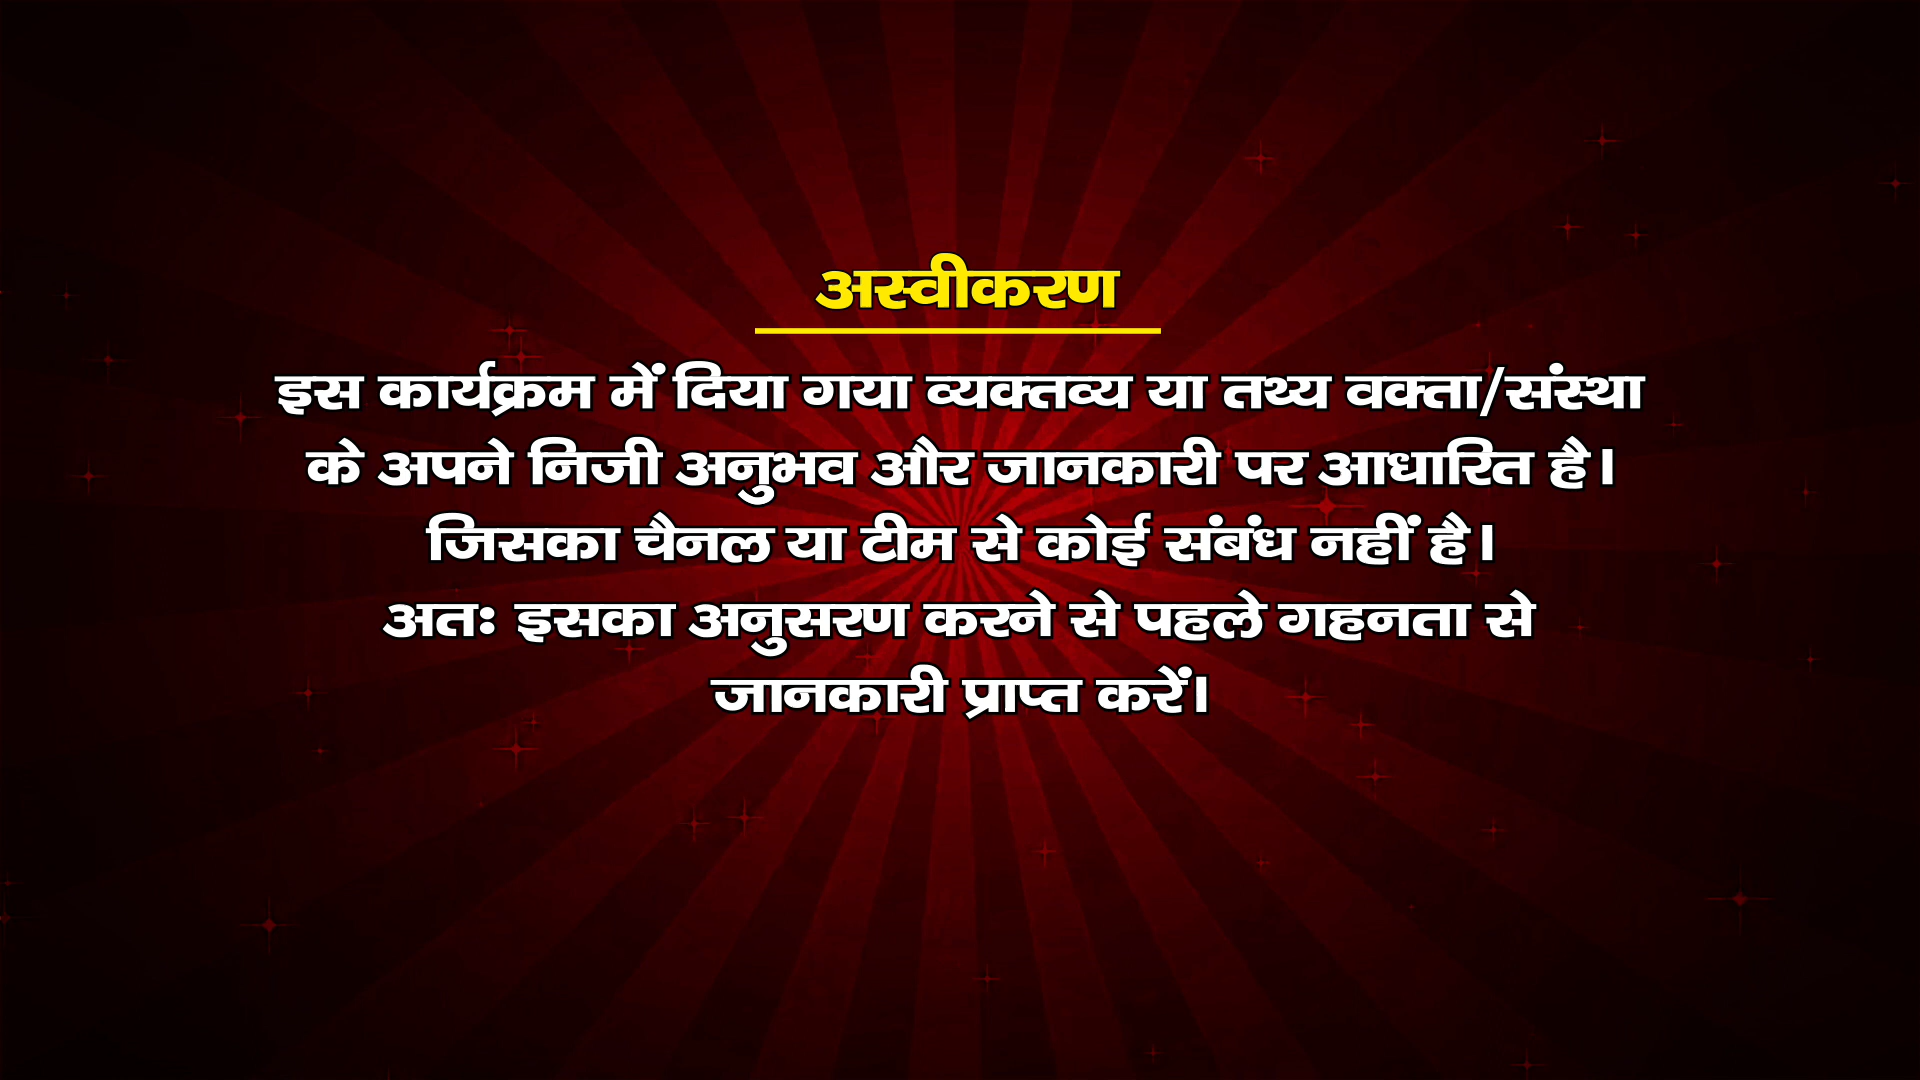 अस्वीकरण
इस कार्यक्रम में दिया गया व्यक्तव्य या तथ्य वक्ता/संस्था
के अपने निजी अनुभव और जानकारी पर आधारित है।
जिसका चैनल या टीम से कोई संबंध नहीं है।
अतः इसका अनुसरण करने से पहले गहनता से
जानकारी प्राप्त करें।